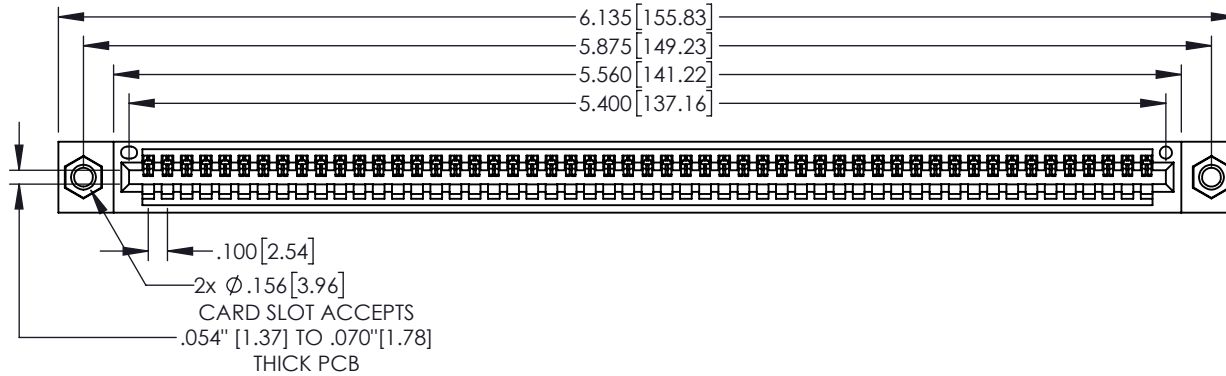 6.135[155.83]
5.875[149.23]
5.560[141.22]
5.400[137.16]
.100[2.54]
2x Ø.156[3.96]
CARD SLOT ACCEPTS
.054" [1.37] TO .070"[1.78]
THICK PCB